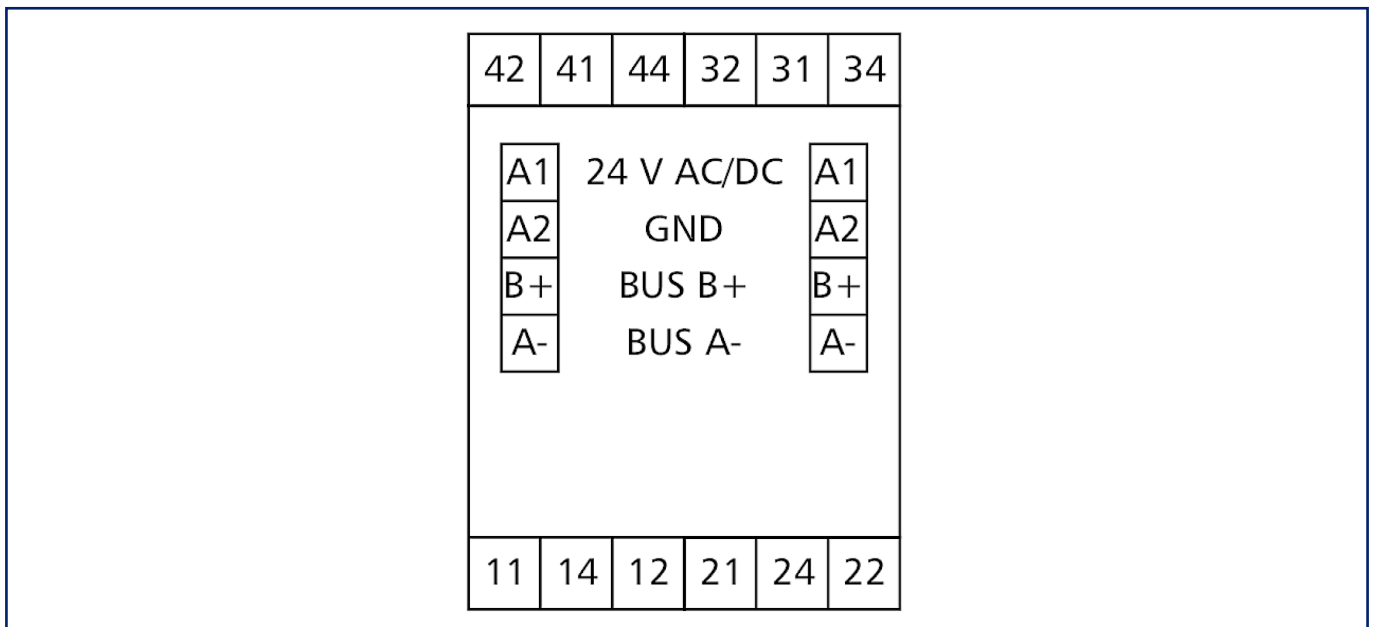 42 41 44 32 31 34
A1 24 V AC/DC A1
A2 GND A2
B+ BUS B+ B+
A- BUS A- A-
11 14 12 21 24 22